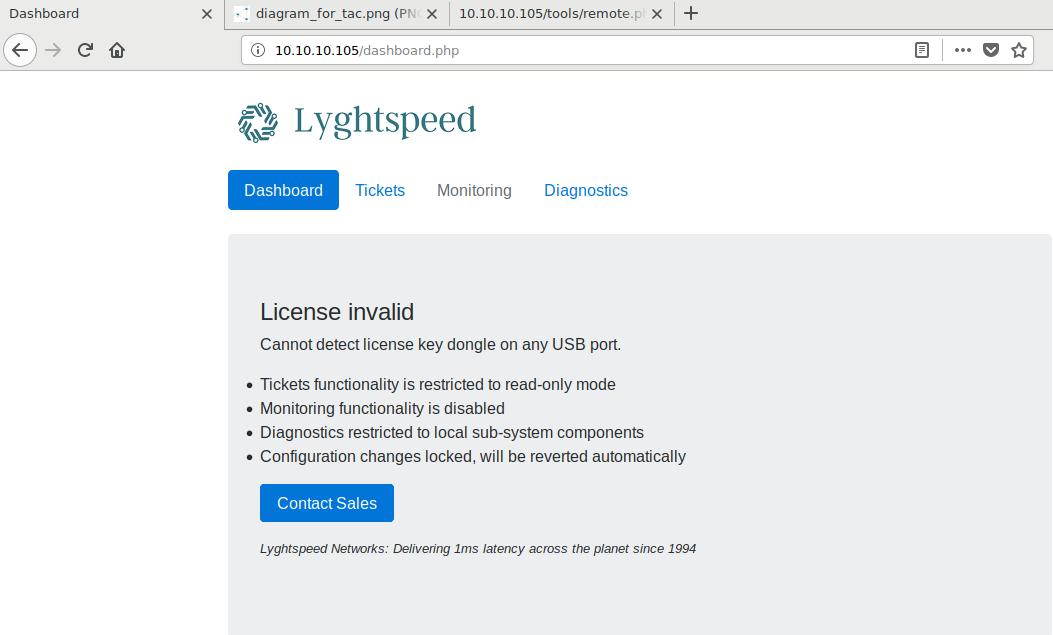 Dashboard diagram_for_tac.png (PN 10.10.10.105/tools/remote.p
10.10.10.105/dashboard.php
Lyghtspeed
Dashboard Tickets Monitoring Diagnostics
License invalid
Cannot detect license key dongle on any USB port.
• Tickets functionality is restricted to read-only mode
• Monitoring functionality is disabled
• Diagnostics restricted to local sub-system components
• Configuration changes locked, will be reverted automatically
Contact Sales
Lyghtspeed Networks: Delivering 1ms latency across the planet since 1994